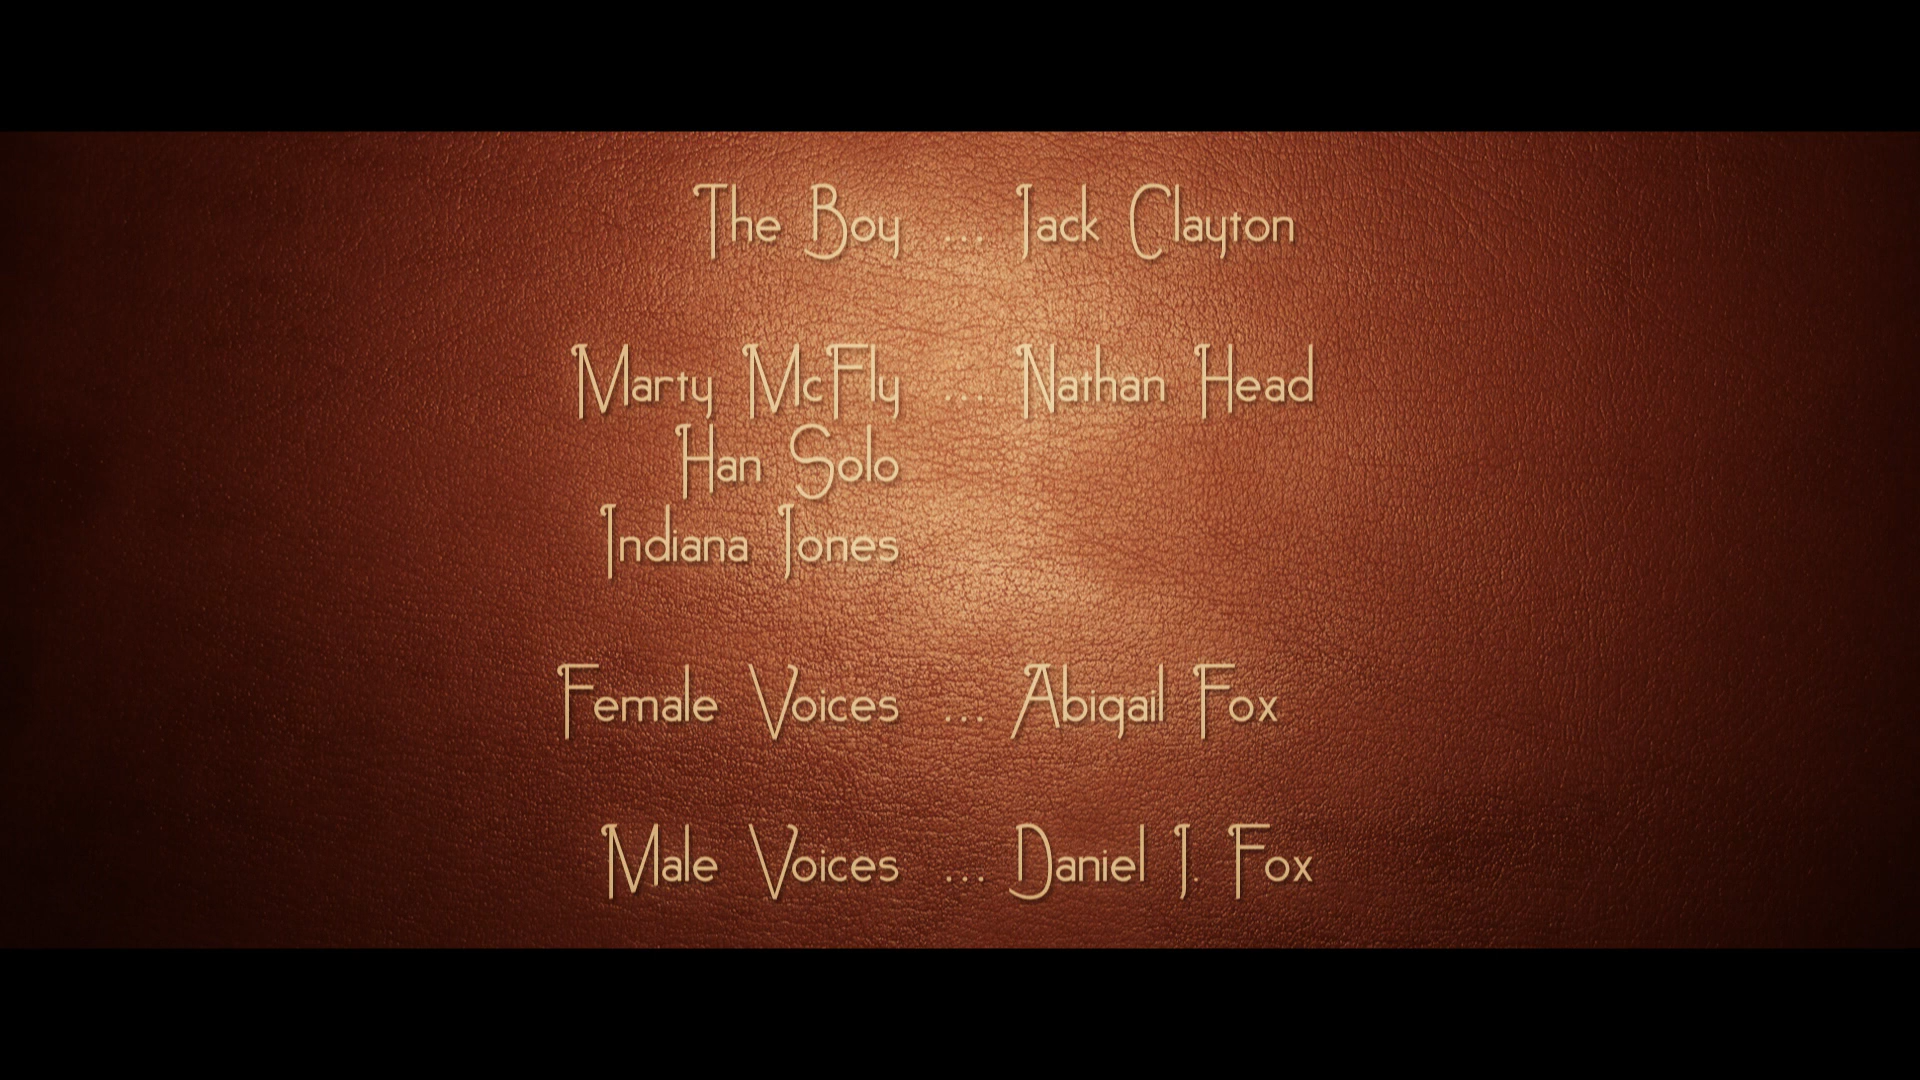 The Boy ... Jack Clayton
Marty McFly ... Nathan Head
Han Solo
Indiana Jones
Female Voices ... Abigail Fox
Male Voices ... Daniel J. Fox